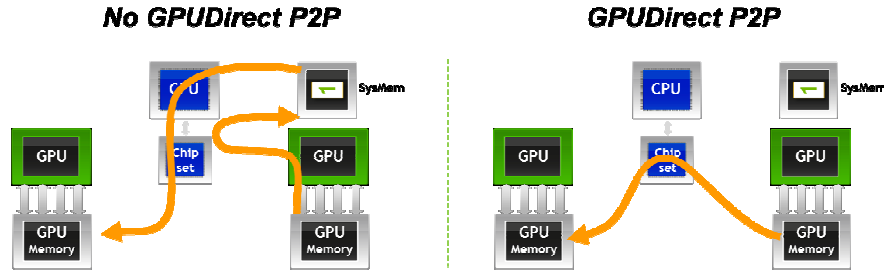 No GPUDirect P2P
CPU
SysMem
GPU
Chip
set
GPU
GPU
Memory
GPU
Memory
GPUDirect P2P
CPU
SysMem
GPU
Chip
set
GPU
GPU
Memory
GPU
Memory